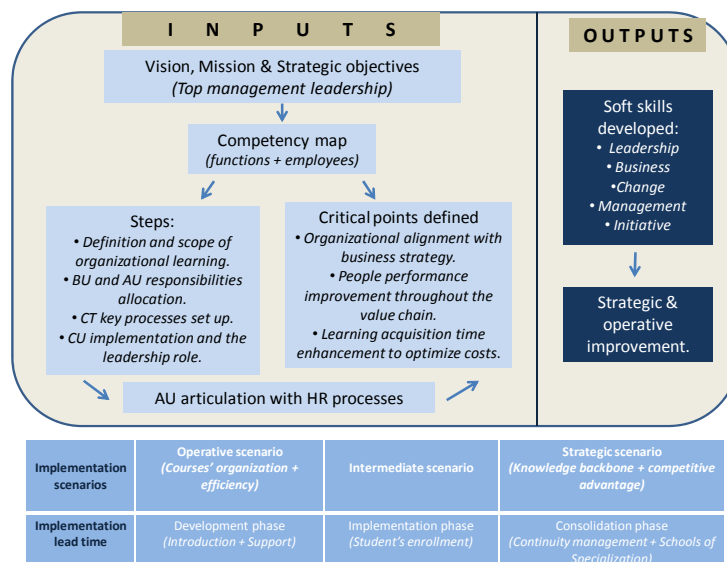 I N P U T S
Vision, Mission & Strategic objectives
(Top management leadership)
Competency map
(functions + employees)
Steps:
• Definition and scope of
organizational learning.
• BU and AU responsibilities
allocation.
• CT key processes set up.
• CU implementation and the
leadership role.
Critical points defined
• Organizational alignment with
business strategy.
• People performance
improvement throughout the
value chain.
• Learning acquisition time
enhancement to optimize costs.
AU articulation with HR processes
OUTPUTS
Soft skills
developed:
• Leadership
• Business
•Change
• Management
• Initiative
Strategic &
operative
improvement.
Implementation
scenarios
Operative scenario
(Courses' organization +
efficiency)
Intermediate scenario
Strategic scenario
(Knowledge backbone + competitive
advantage)
Implementation
lead time
Development phase
(Introduction + Support)
Implementation phase
(Student's enrollment)
Consolidation phase
(Continuity management + Schools of
Specialization)